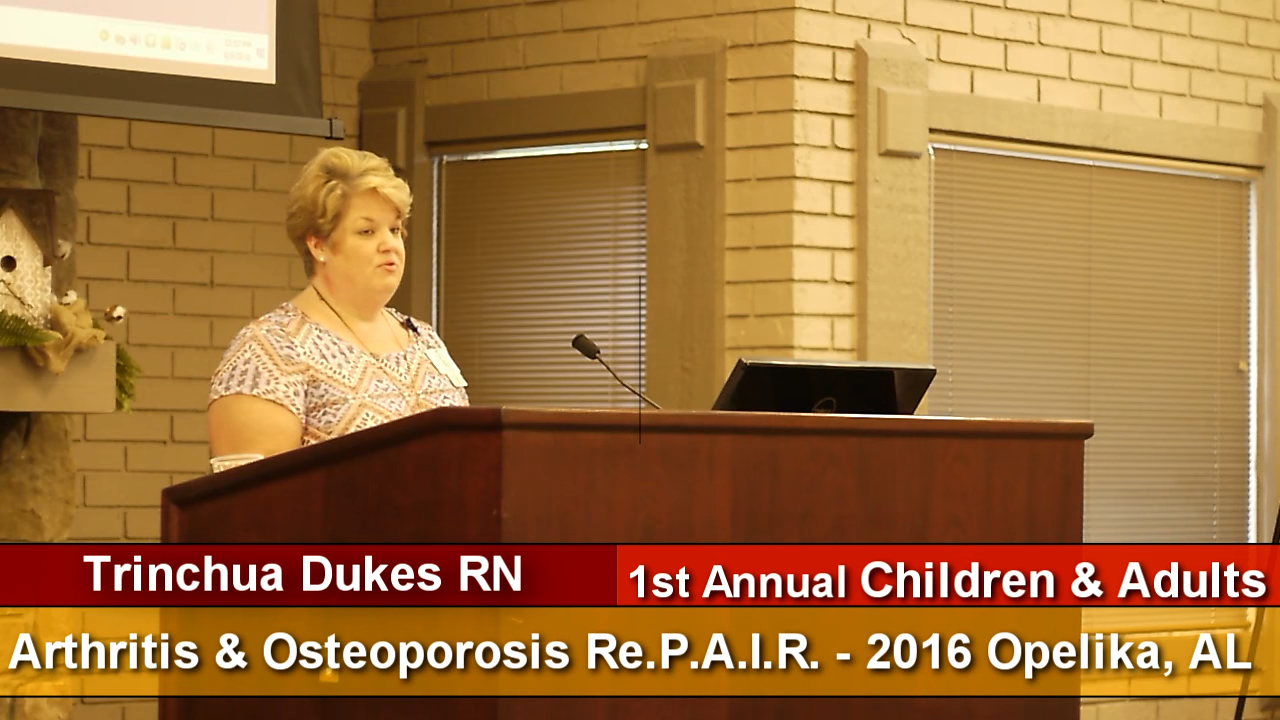 Trinchua Dukes RN
1st Annual Children & Adults
Arthritis & Osteoporosis Re.P.A.I.R. - 2016 Opelika, AL